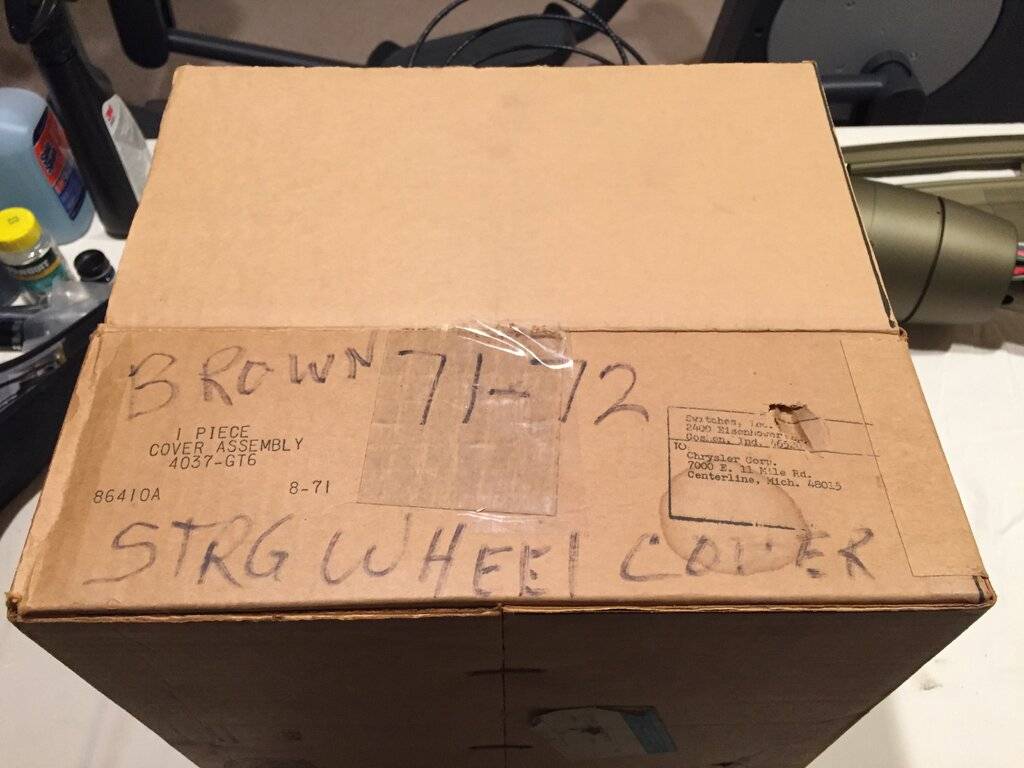 BROWN 71-72
1 PIECE
COVER ASSEMBLY
4037-GT6
86410A 8-71
Switches, Inc.
2400 Eisenhower
Goshen, Ind.
TO
Chrysler Corp.
7000 E. 11 Mile Rd.
Centerline, Mich. 48015
STRG WHEEL COVER